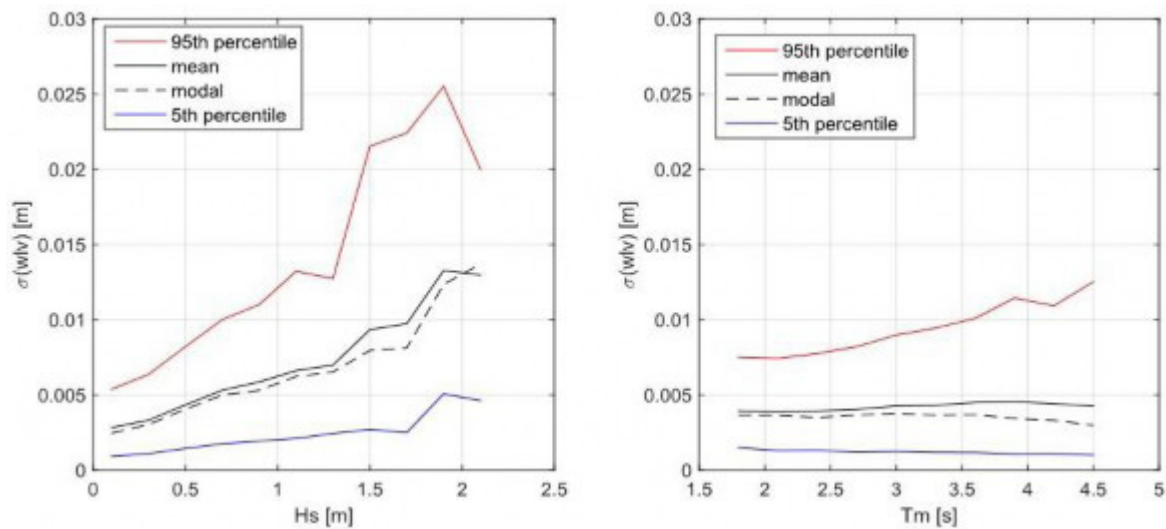 0.03
0.025
0.02
0.015
0.01
0.005
0
σ(wlv) [m]
95th percentile
mean
modal
5th percentile
0 0.5 1 1.5 2 2.5
Hs [m]
0.03
0.025
0.02
0.015
0.01
0.005
0
σ(wlv) [m]
95th percentile
mean
modal
5th percentile
1.5 2 2.5 3 3.5 4 4.5 5
Tm [s]